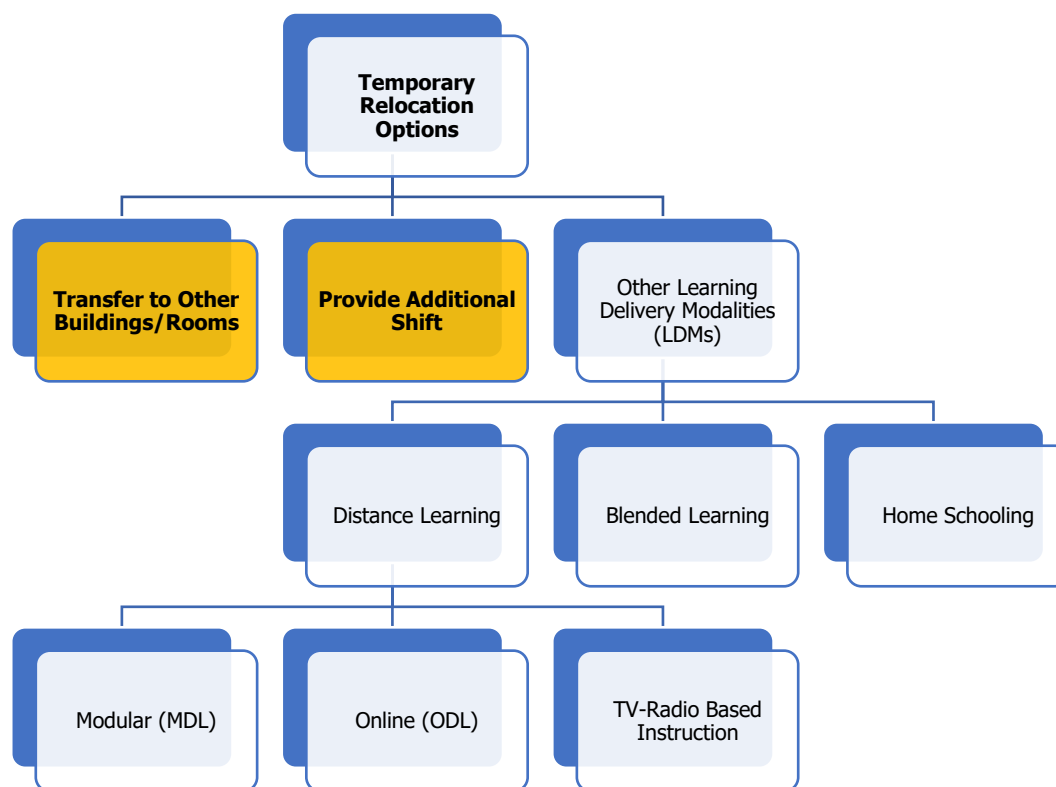 Temporary
Relocation
Options
Transfer to Other
Buildings/Rooms
Provide Additional
Shift
Other Learning
Delivery Modalities
(LDMs)
Distance Learning
Blended Learning
Home Schooling
Modular (MDL)
Online (ODL)
TV-Radio Based
Instruction